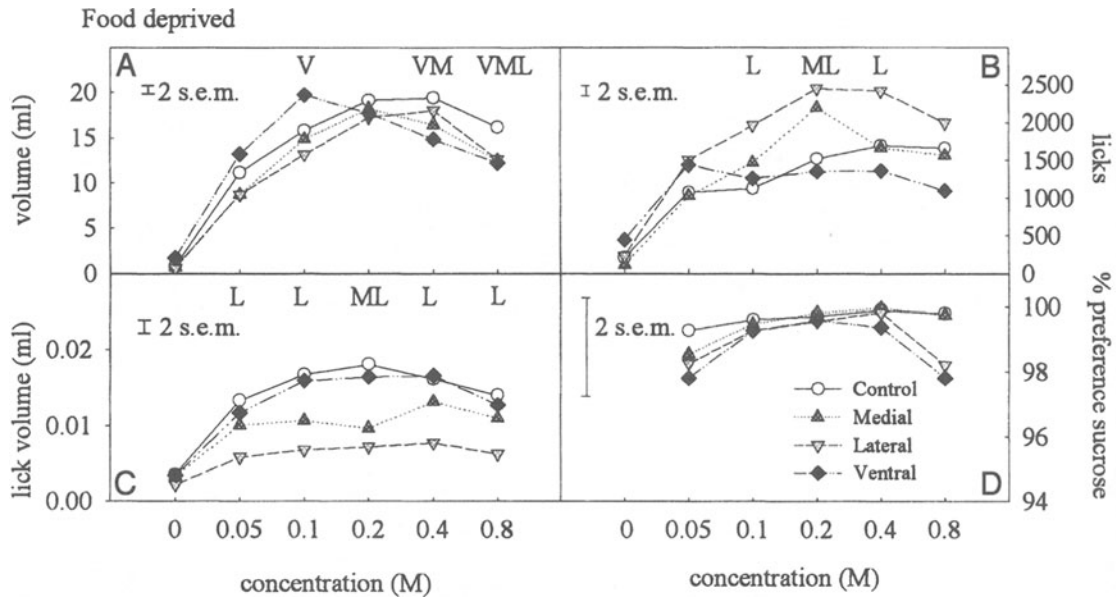 Food deprived
A
V VM VML
2 s.e.m.
volume (ml)
20
15
10
5
0
B
L ML L
2 s.e.m.
licks
2500
2000
1500
1000
500
0
C
L L ML L L
2 s.e.m.
lick volume (ml)
0.02
0.01
0.00
0 0.05 0.1 0.2 0.4 0.8
concentration (M)
D
2 s.e.m.
% preference sucrose
100
98
96
94
Control
Medial
Lateral
Ventral
0 0.05 0.1 0.2 0.4 0.8
concentration (M)